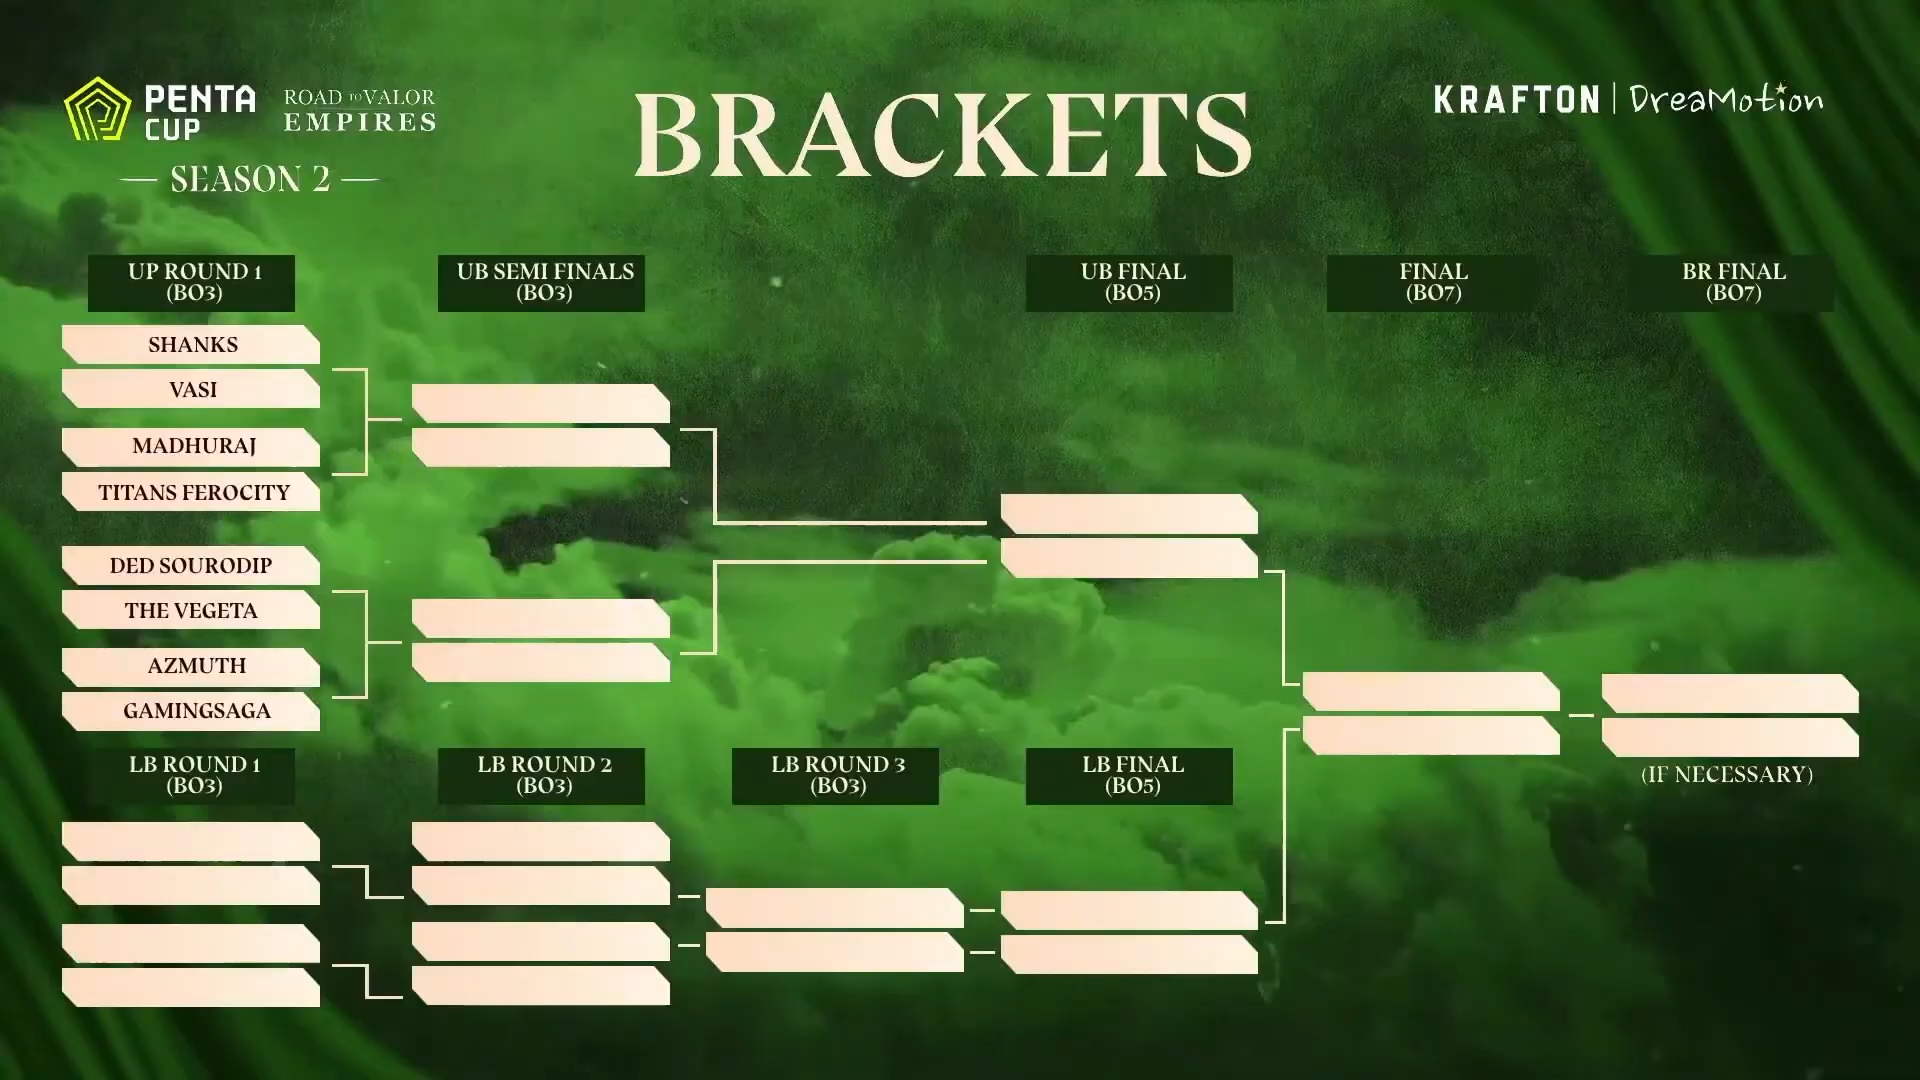 PENTA
CUP
ROAD TO VALOR
EMPIRES
SEASON 2
BRACKETS
KRAFTON | DreaMotion
UP ROUND 1
(BO3)
UB SEMI FINALS
(BO3)
UB FINAL
(BO5)
FINAL
(BO7)
BR FINAL
(BO7)
SHANKS
VASI
MADHURAJ
TITANS FEROCITY
DED SOURODIP
THE VEGETA
AZMUTH
GAMINGSAGA
(IF NECESSARY)
LB ROUND 1
(BO3)
LB ROUND 2
(BO3)
LB ROUND 3
(BO3)
LB FINAL
(BO5)